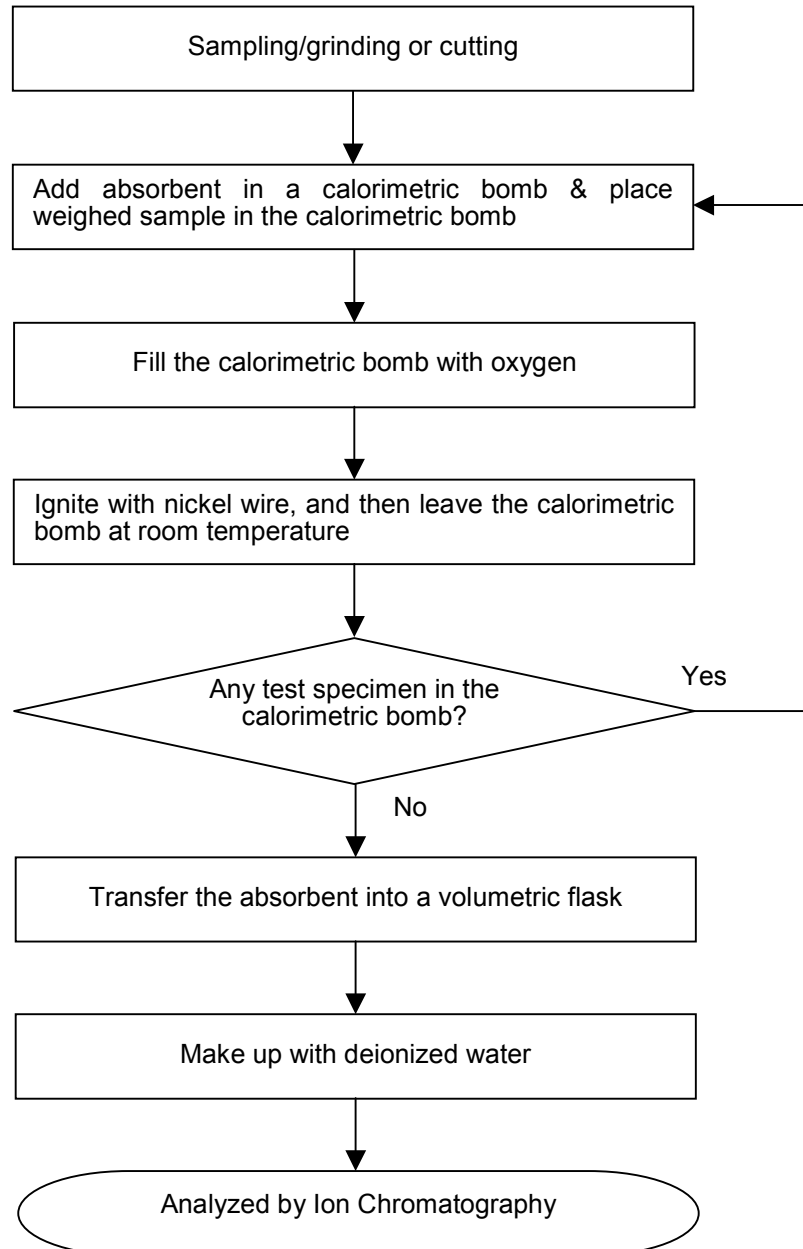 Sampling/grinding or cutting
Add absorbent in a calorimetric bomb & place
weighed sample in the calorimetric bomb
Fill the calorimetric bomb with oxygen
Ignite with nickel wire, and then leave the calorimetric
bomb at room temperature
Any test specimen in the
calorimetric bomb?
Yes
No
Transfer the absorbent into a volumetric flask
Make up with deionized water
Analyzed by Ion Chromatography